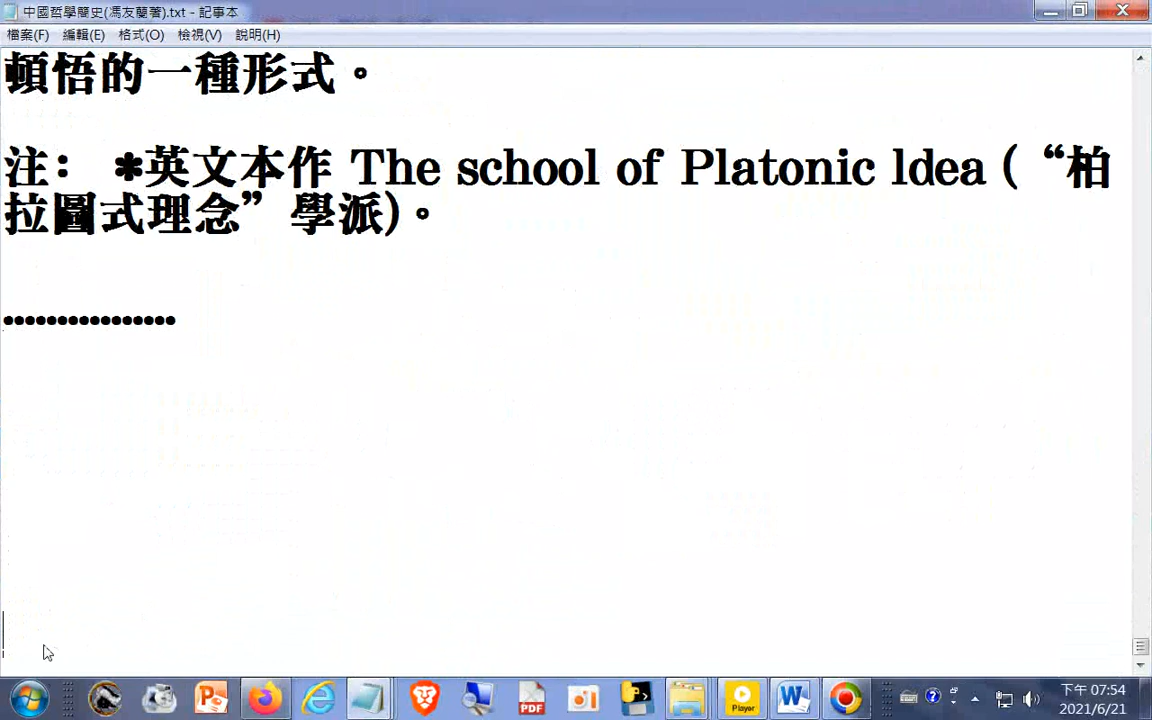 中國哲學簡史(馮友蘭著).txt - 記事本
檔案(F) 編輯(E) 格式(O) 檢視(V) 說明(H)
頓悟的一種形式。
注： *英文本作 The school of Platonic ldea (“柏
拉圖式理念”學派)。
................
Player
PDF
下午 07:54
2021/6/21